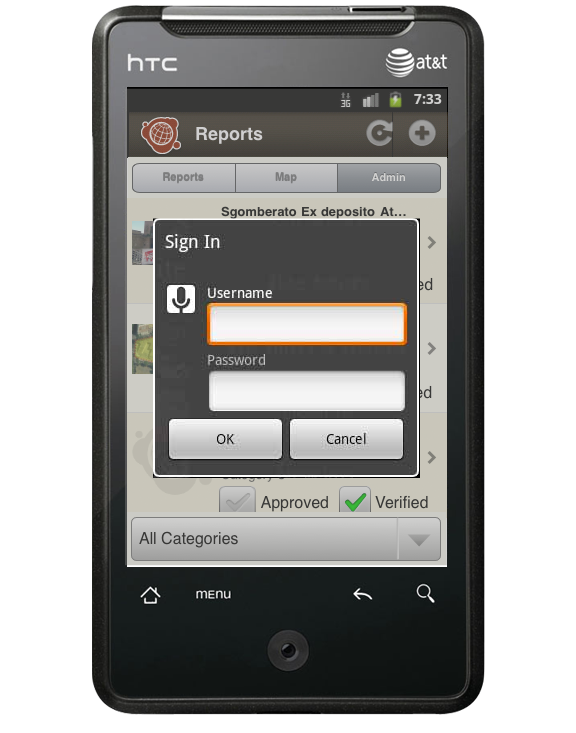 hTC
at&t
3G
7:33
Reports
Reports
Map
Admin
Sgomberato Ex deposito At...
Sign In
ed
Username
Password
ed
OK
Cancel
Approved
Verified
All Categories
MENU